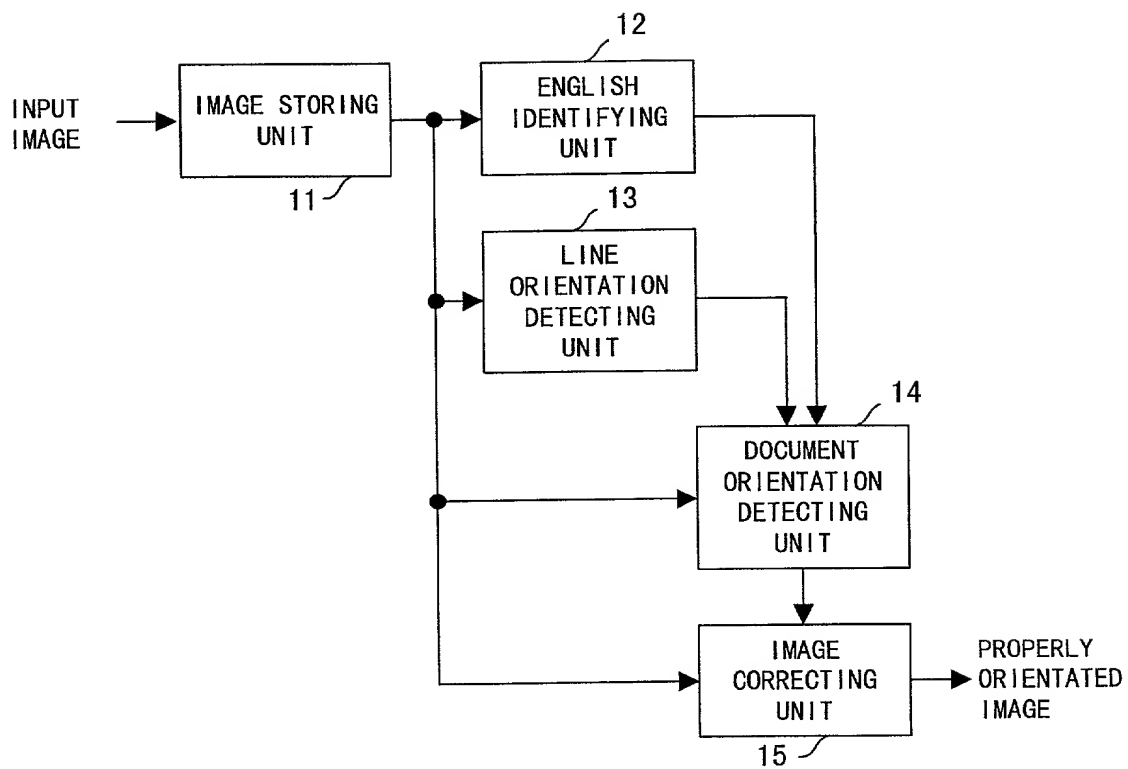 12
INPUT
IMAGE
IMAGE STORING
UNIT
11
ENGLISH
IDENTIFYING
UNIT
13
LINE
ORIENTATION
DETECTING
UNIT
14
DOCUMENT
ORIENTATION
DETECTING
UNIT
IMAGE
CORRECTING
UNIT
15
PROPERLY
ORIENTATED
IMAGE